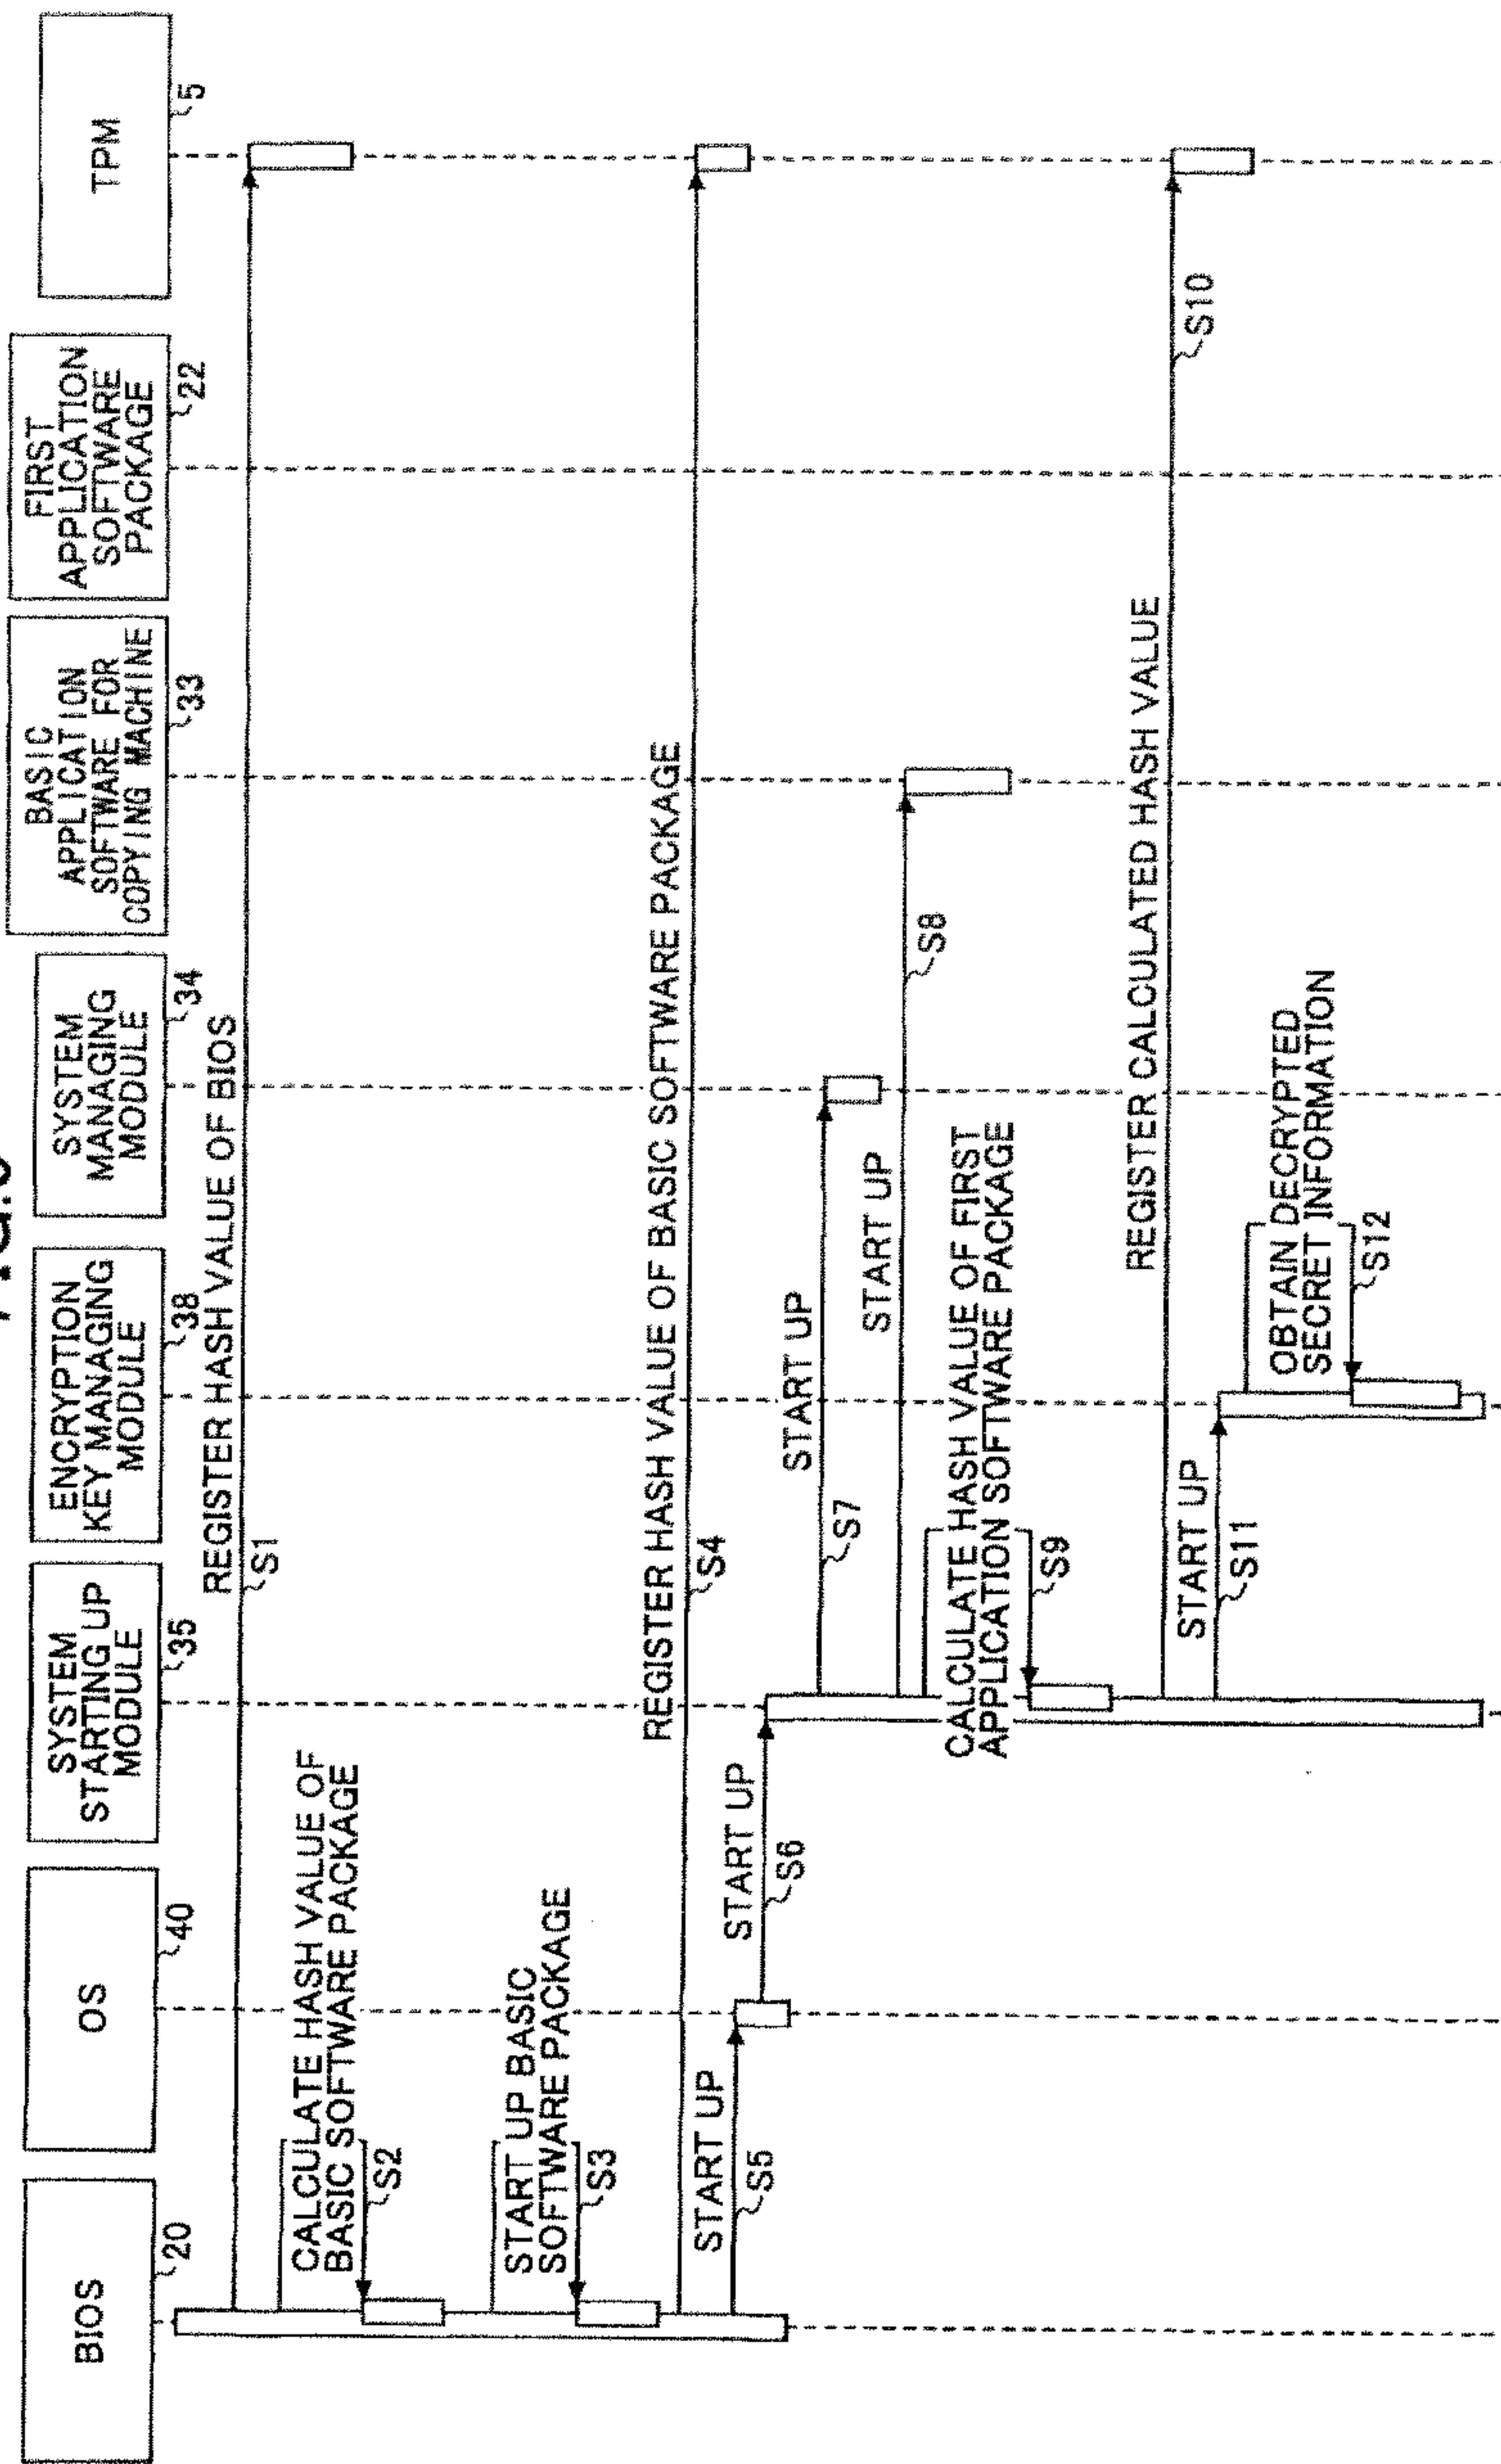 BIOS
20
OS
40
SYSTEM
STARTING UP
MODULE
35
ENCRYPTION
KEY MANAGING
MODULE
38
SYSTEM
MANAGING
MODULE
34
BASIC
APPLICATION
SOFTWARE FOR
COPYING MACHINE
33
FIRST
APPLICATION
SOFTWARE
PACKAGE
22
TPM
5
REGISTER HASH VALUE OF BIOS
S1
CALCULATE HASH VALUE OF
BASIC SOFTWARE PACKAGE
S2
START UP BASIC
SOFTWARE PACKAGE
S3
REGISTER HASH VALUE OF BASIC SOFTWARE PACKAGE
S4
START UP
S5
START UP
S6
START UP
S7
START UP
S8
CALCULATE HASH VALUE OF FIRST
APPLICATION SOFTWARE PACKAGE
S9
REGISTER CALCULATED HASH VALUE
S10
START UP
S11
OBTAIN DECRYPTED
SECRET INFORMATION
S12